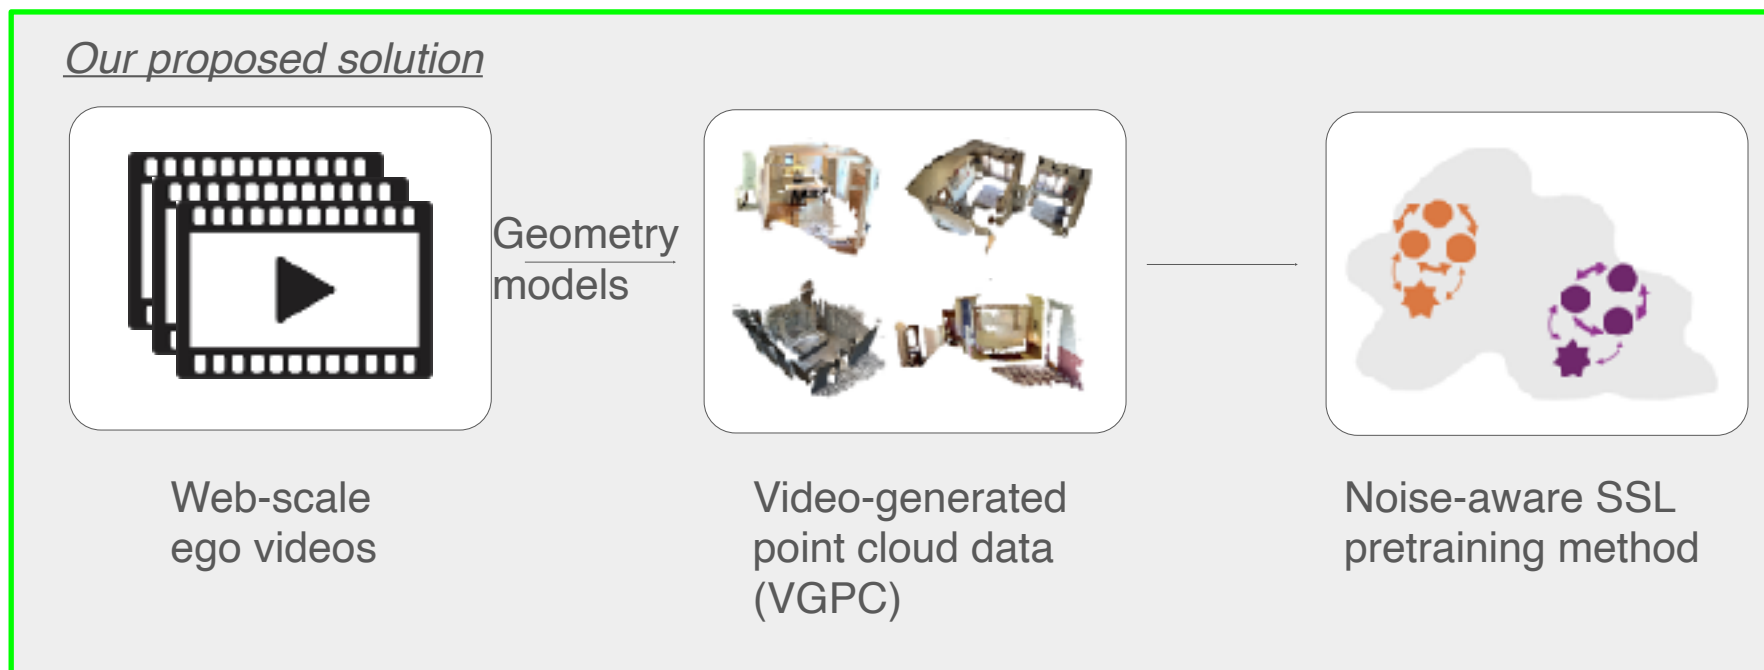 Our proposed solution
Geometry
models
Web-scale
ego videos
Video-generated
point cloud data
(VGPC)
Noise-aware SSL
pretraining method